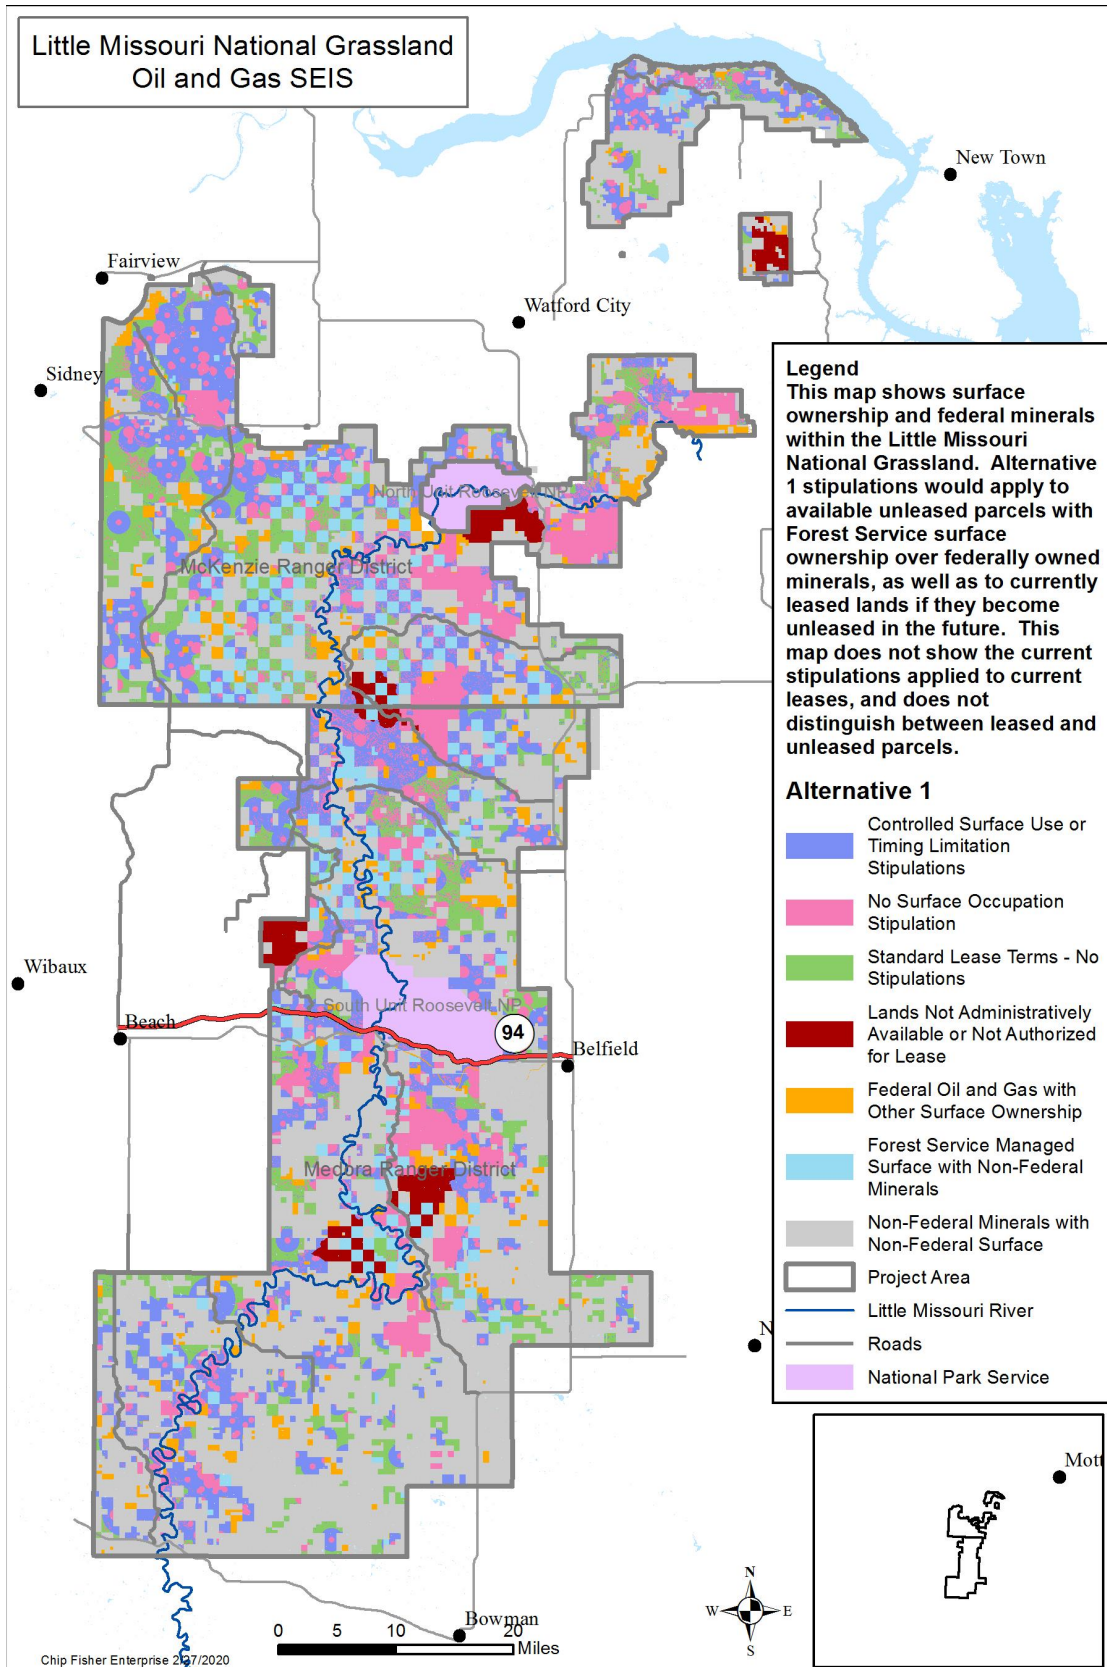 Little Missouri National Grassland
Oil and Gas SEIS
New Town
Fairview
Watford City
Sidney
North Unit Roosevelt NP
McKenzie Ranger District
Wibaux
South Unit Roosevelt NP
Beach
94
Belfield
Medora Ranger District
N
Bowman
Legend
This map shows surface
ownership and federal minerals
within the Little Missouri
National Grassland. Alternative
1 stipulations would apply to
available unleased parcels with
Forest Service surface
ownership over federally owned
minerals, as well as to currently
leased lands if they become
unleased in the future. This
map does not show the current
stipulations applied to current
leases, and does not
distinguish between leased and
unleased parcels.
Alternative 1
Controlled Surface Use or
Timing Limitation
Stipulations
No Surface Occupation
Stipulation
Standard Lease Terms - No
Stipulations
Lands Not Administratively
Available or Not Authorized
for Lease
Federal Oil and Gas with
Other Surface Ownership
Forest Service Managed
Surface with Non-Federal
Minerals
Non-Federal Minerals with
Non-Federal Surface
Project Area
Little Missouri River
Roads
National Park Service
Mott
N
W E
S
0 5 10 20
Miles
Chip Fisher Enterprise 2/27/2020